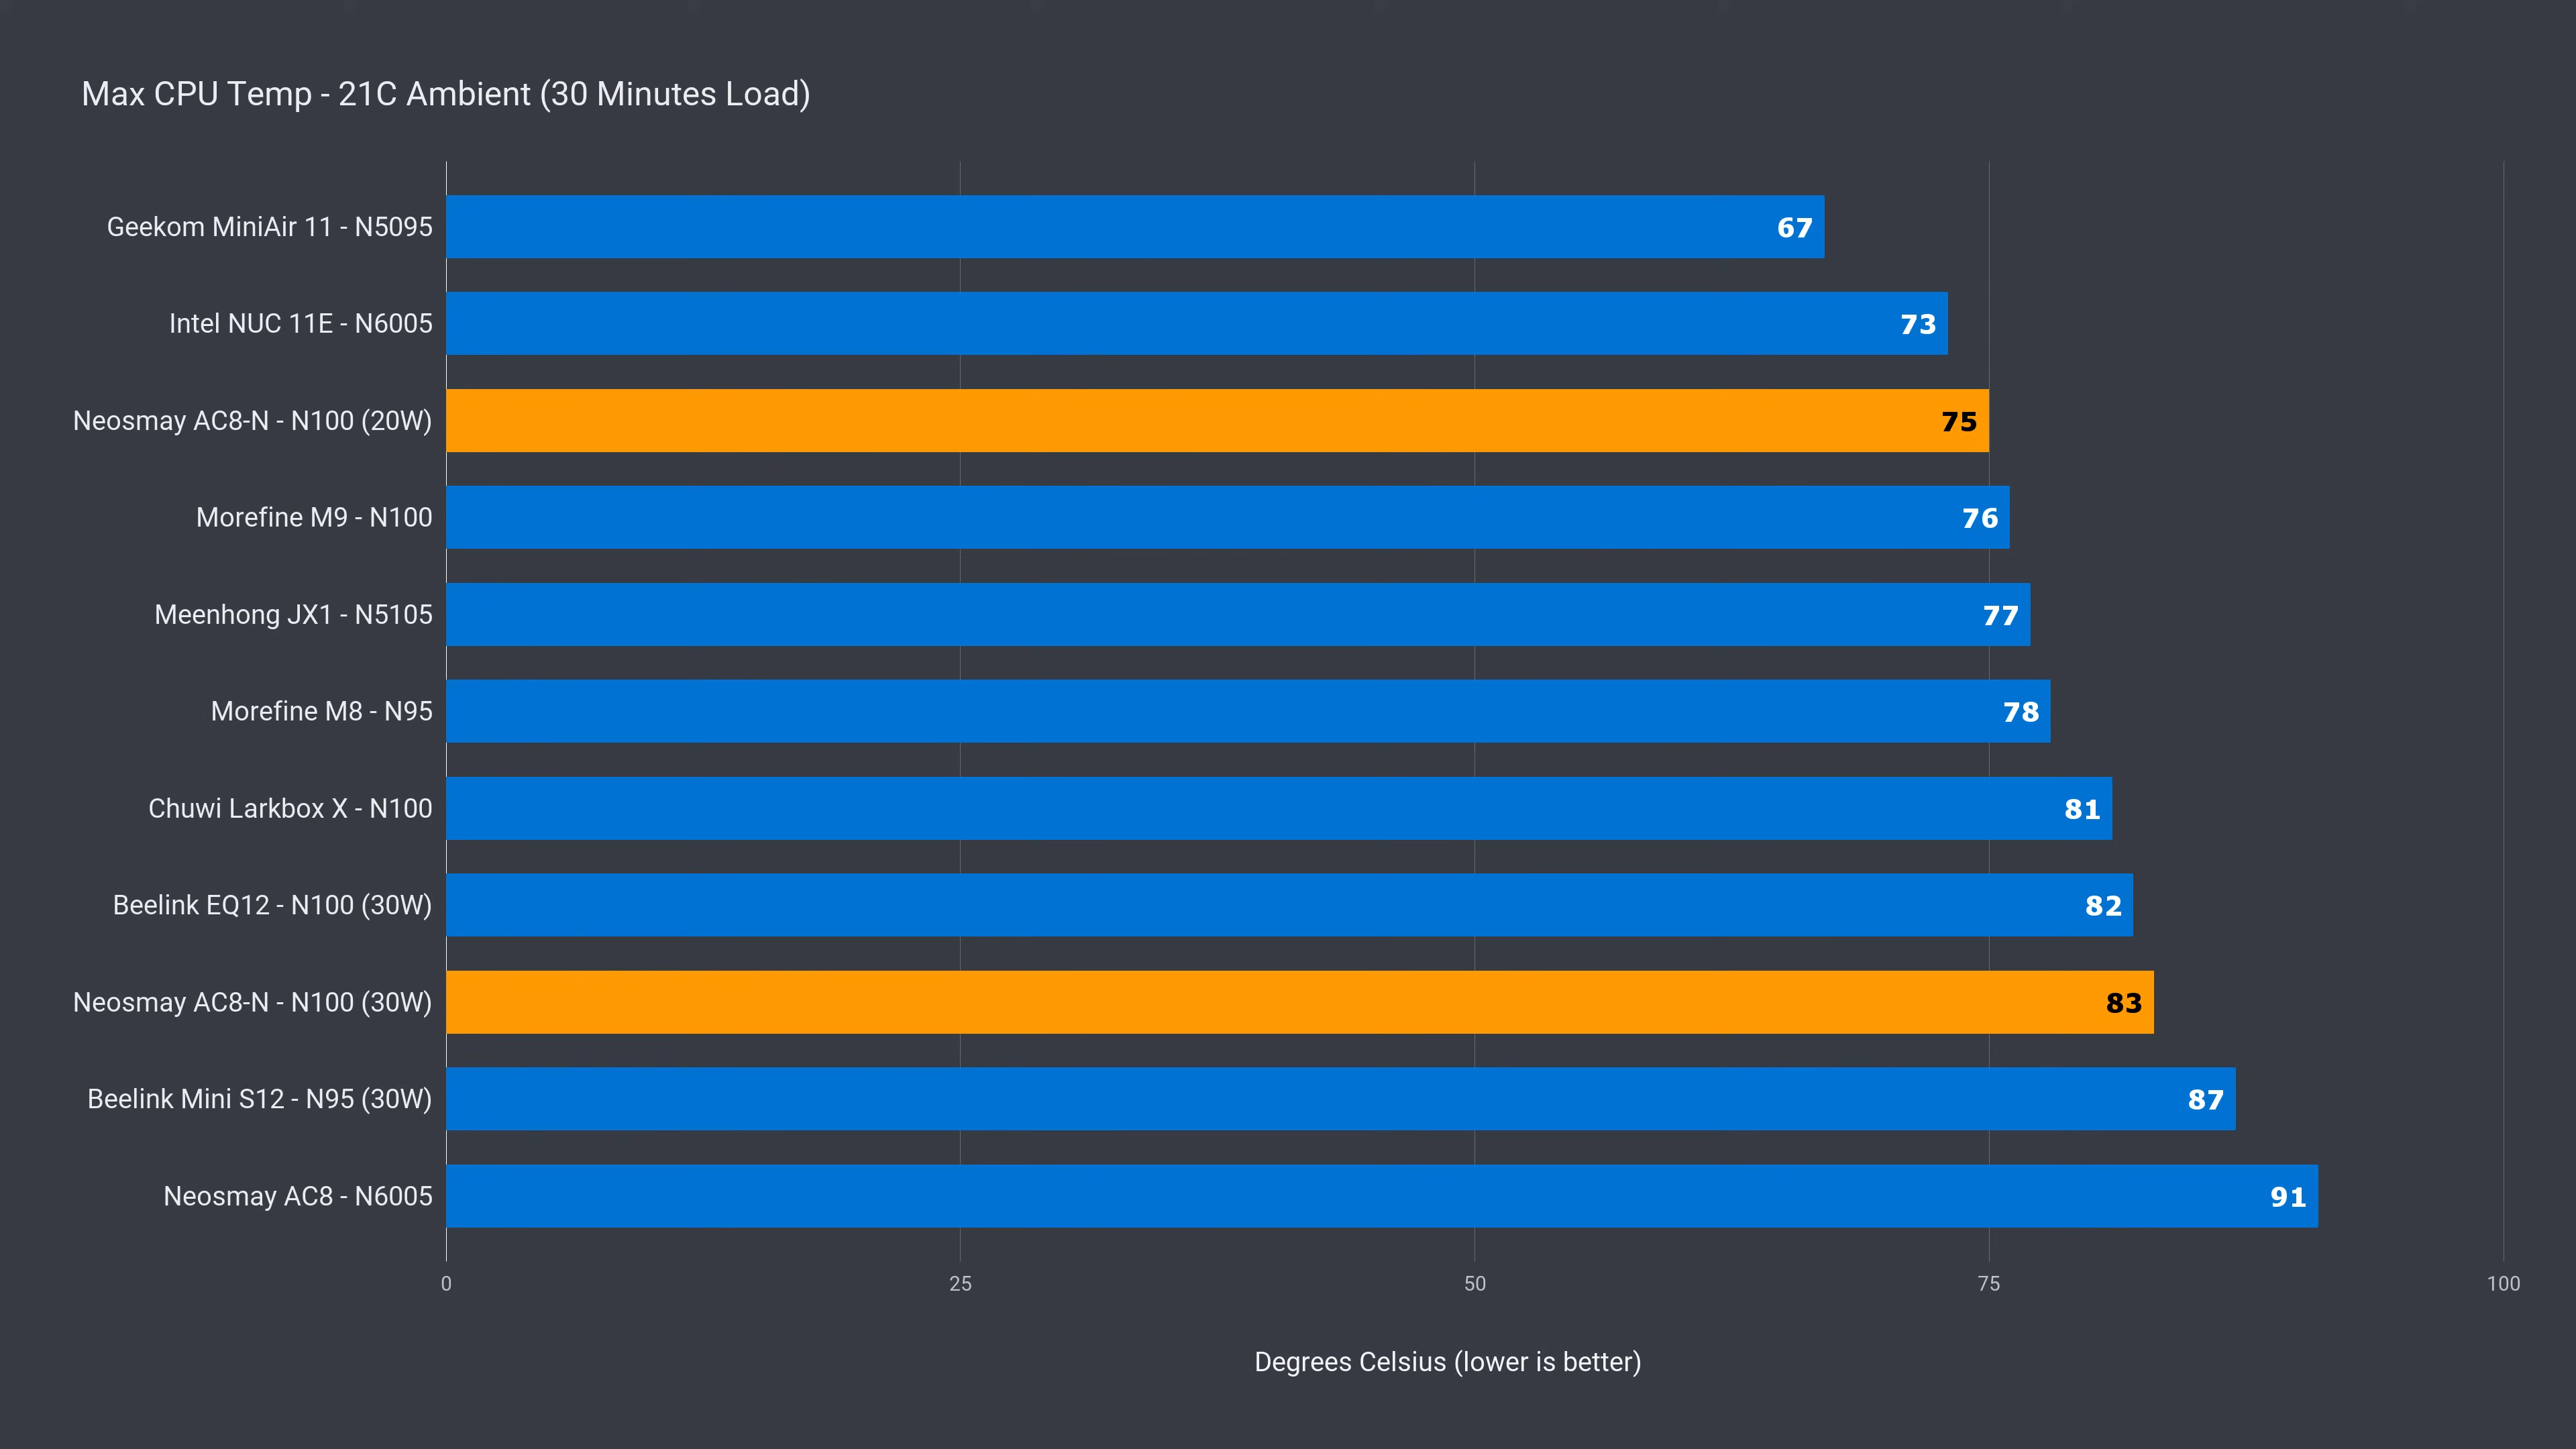 Max CPU Temp - 21C Ambient (30 Minutes Load)
Geekom MiniAir 11 - N5095 67
Intel NUC 11E - N6005 73
Neosmay AC8-N - N100 (20W) 75
Morefine M9 - N100 76
Meenhong JX1 - N5105 77
Morefine M8 - N95 78
Chuwi Larkbox X - N100 81
Beelink EQ12 - N100 (30W) 82
Neosmay AC8-N - N100 (30W) 83
Beelink Mini S12 - N95 (30W) 87
Neosmay AC8 - N6005 91
0 25 50 75 100
Degrees Celsius (lower is better)